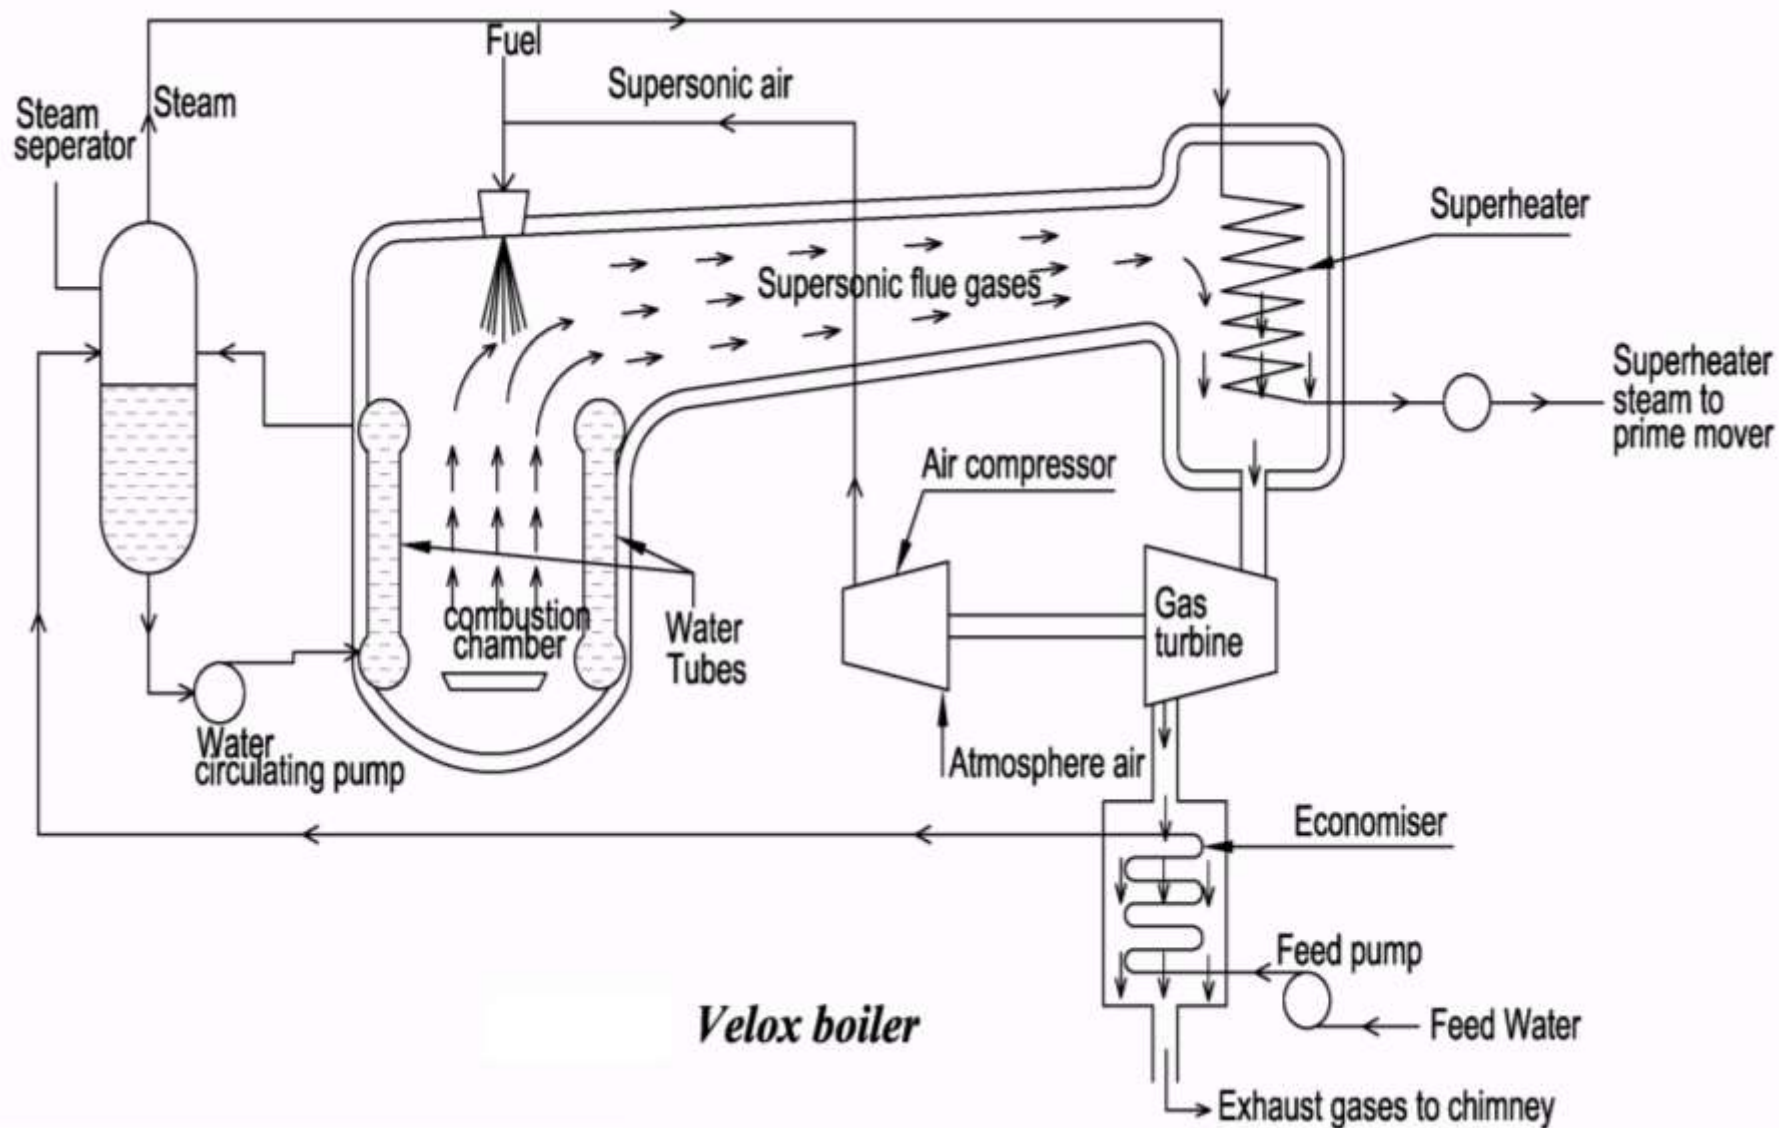 Fuel
Supersonic air
Steam
Steam
seperator
Superheater
Supersonic flue gases
Superheater
steam to
prime mover
Air compressor
Gas
turbine
combustion
chamber
Water
Tubes
Water
circulating pump
Atmosphere air
Economiser
Feed pump
Feed Water
Velox boiler
Exhaust gases to chimney